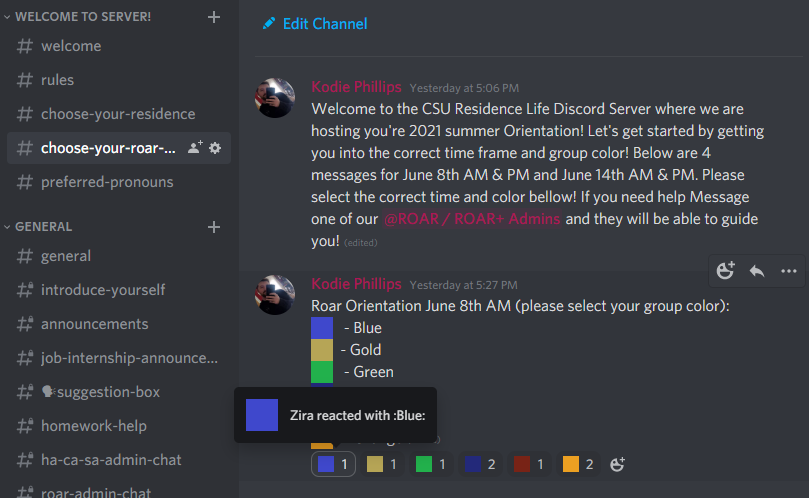 WELCOME TO SERVER!
welcome
rules
choose-your-residence
choose-your-roar-...
preferred-pronouns
GENERAL
general
introduce-yourself
announcements
job-internship-announce...
suggestion-box
homework-help
ha-ca-sa-admin-chat
roar-admin-chat
Edit Channel
Kodie Phillips Yesterday at 5:06 PM
Welcome to the CSU Residence Life Discord Server where we are
hosting you're 2021 summer Orientation! Let's get started by getting
you into the correct time frame and group color! Below are 4
messages for June 8th AM & PM and June 14th AM & PM. Please
select the correct time and color bellow! If you need help Message
one of our @ROAR / ROAR+ Admins and they will be able to guide
you! (edited)
Kodie Phillips Yesterday at 5:27 PM
Roar Orientation June 8th AM (please select your group color):
- Blue
- Gold
- Green
Zira reacted with :Blue:
1 1 1 2 1 2